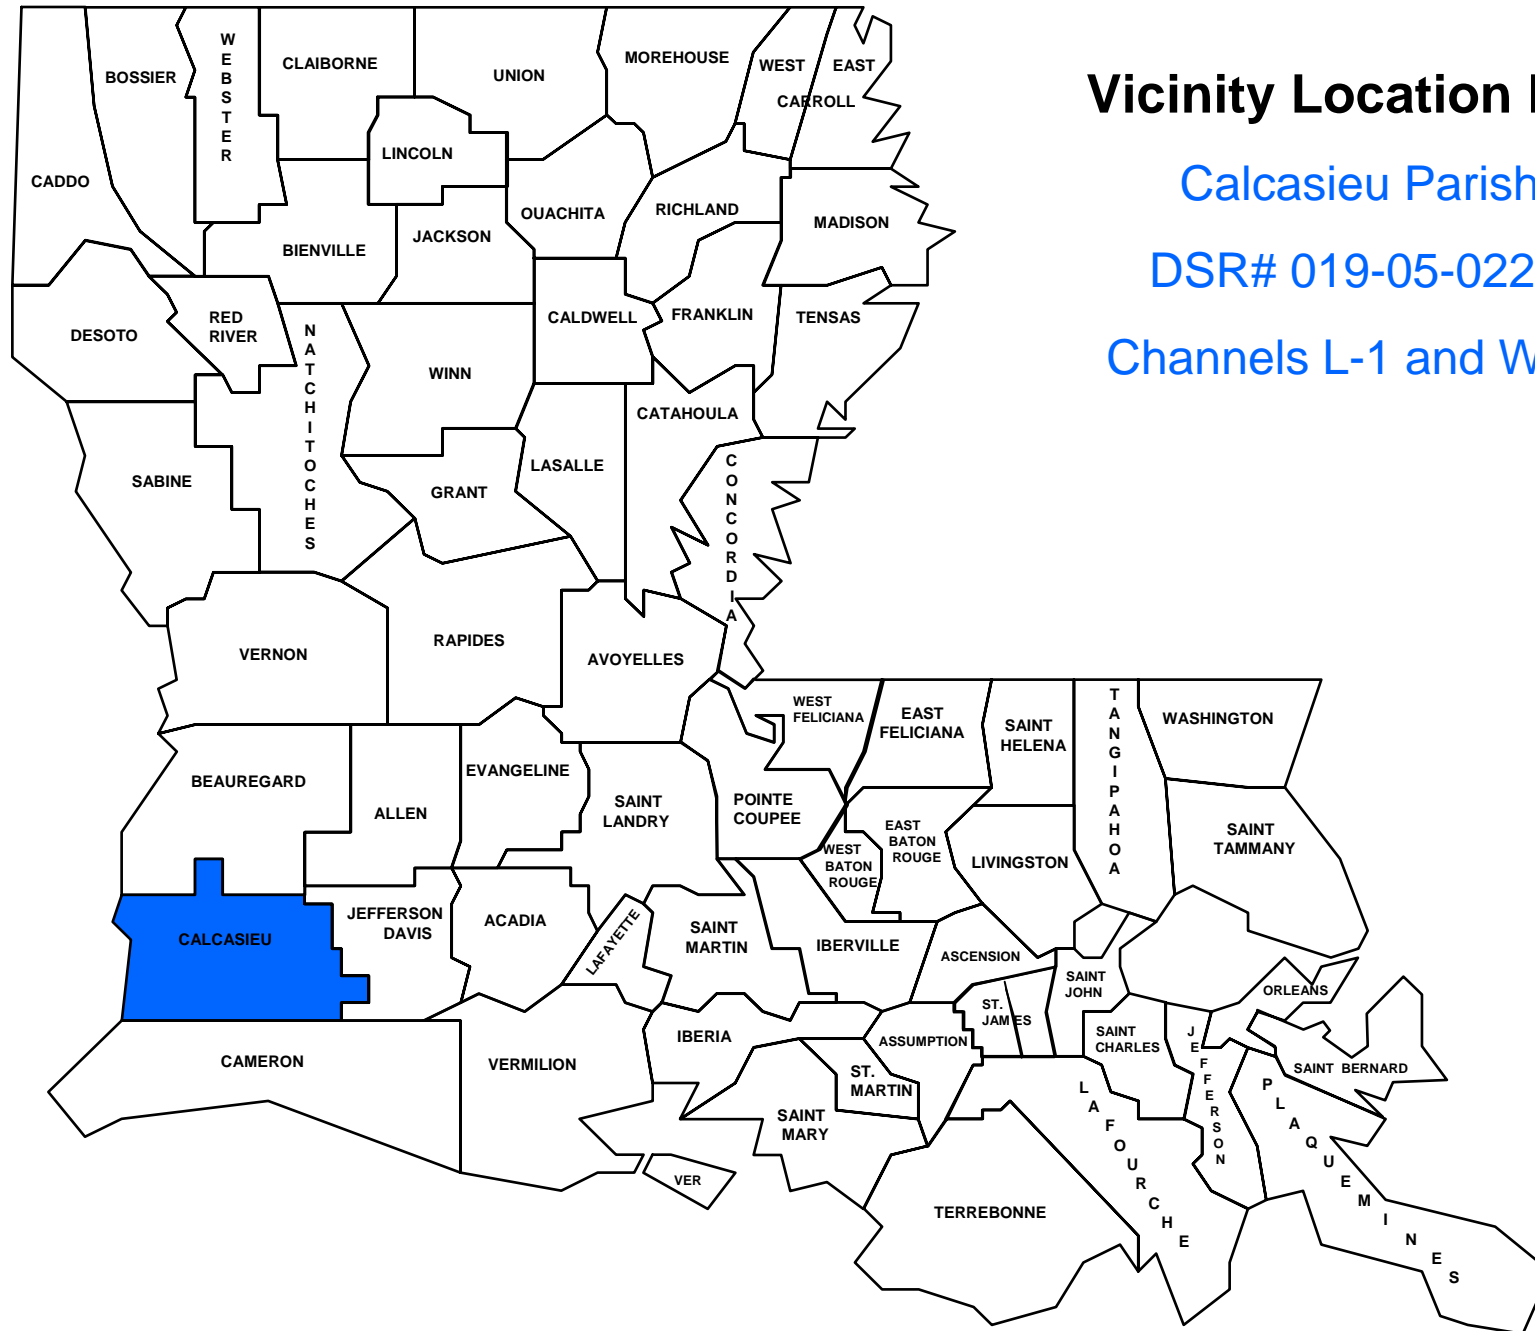 Vicinity Location
Calcasieu Parish
DSR# 019-05-022
Channels L-1 and W
WEBSTER
BOSSIER
CLAIBORNE
UNION
MOREHOUSE
WEST
EAST
CARROLL
CADDO
LINCOLN
OUACHITA
RICHLAND
MADISON
BIENVILLE
JACKSON
DESOTO
RED
RIVER
NATCHITOCHES
CALDWELL
FRANKLIN
TENSAS
WINN
CATAHOULA
SABINE
GRANT
LASALLE
CONCORDIA
VERNON
RAPIDES
AVOYELLES
WEST
FELICIANA
EAST
FELICIANA
SAINT
HELENA
TANGIPAHOA
WASHINGTON
BEAUREGARD
ALLEN
EVANGELINE
SAINT
LANDRY
POINTE
COUPEE
WEST
BATON
ROUGE
EAST
BATON
ROUGE
LIVINGSTON
SAINT
TAMMANY
CALCASIEU
JEFFERSON
DAVIS
ACADIA
LAFAYETTE
SAINT
MARTIN
IBERVILLE
ASCENSION
SAINT
JOHN
ORLEANS
CAMERON
VERMILION
IBERIA
ST.
MARTIN
ASSUMPTION
ST.
JAMES
SAINT
CHARLES
JEFFERSON
SAINT BERNARD
PLAQUEMINES
SAINT
MARY
LAFOURCHE
VER
TERREBONNE